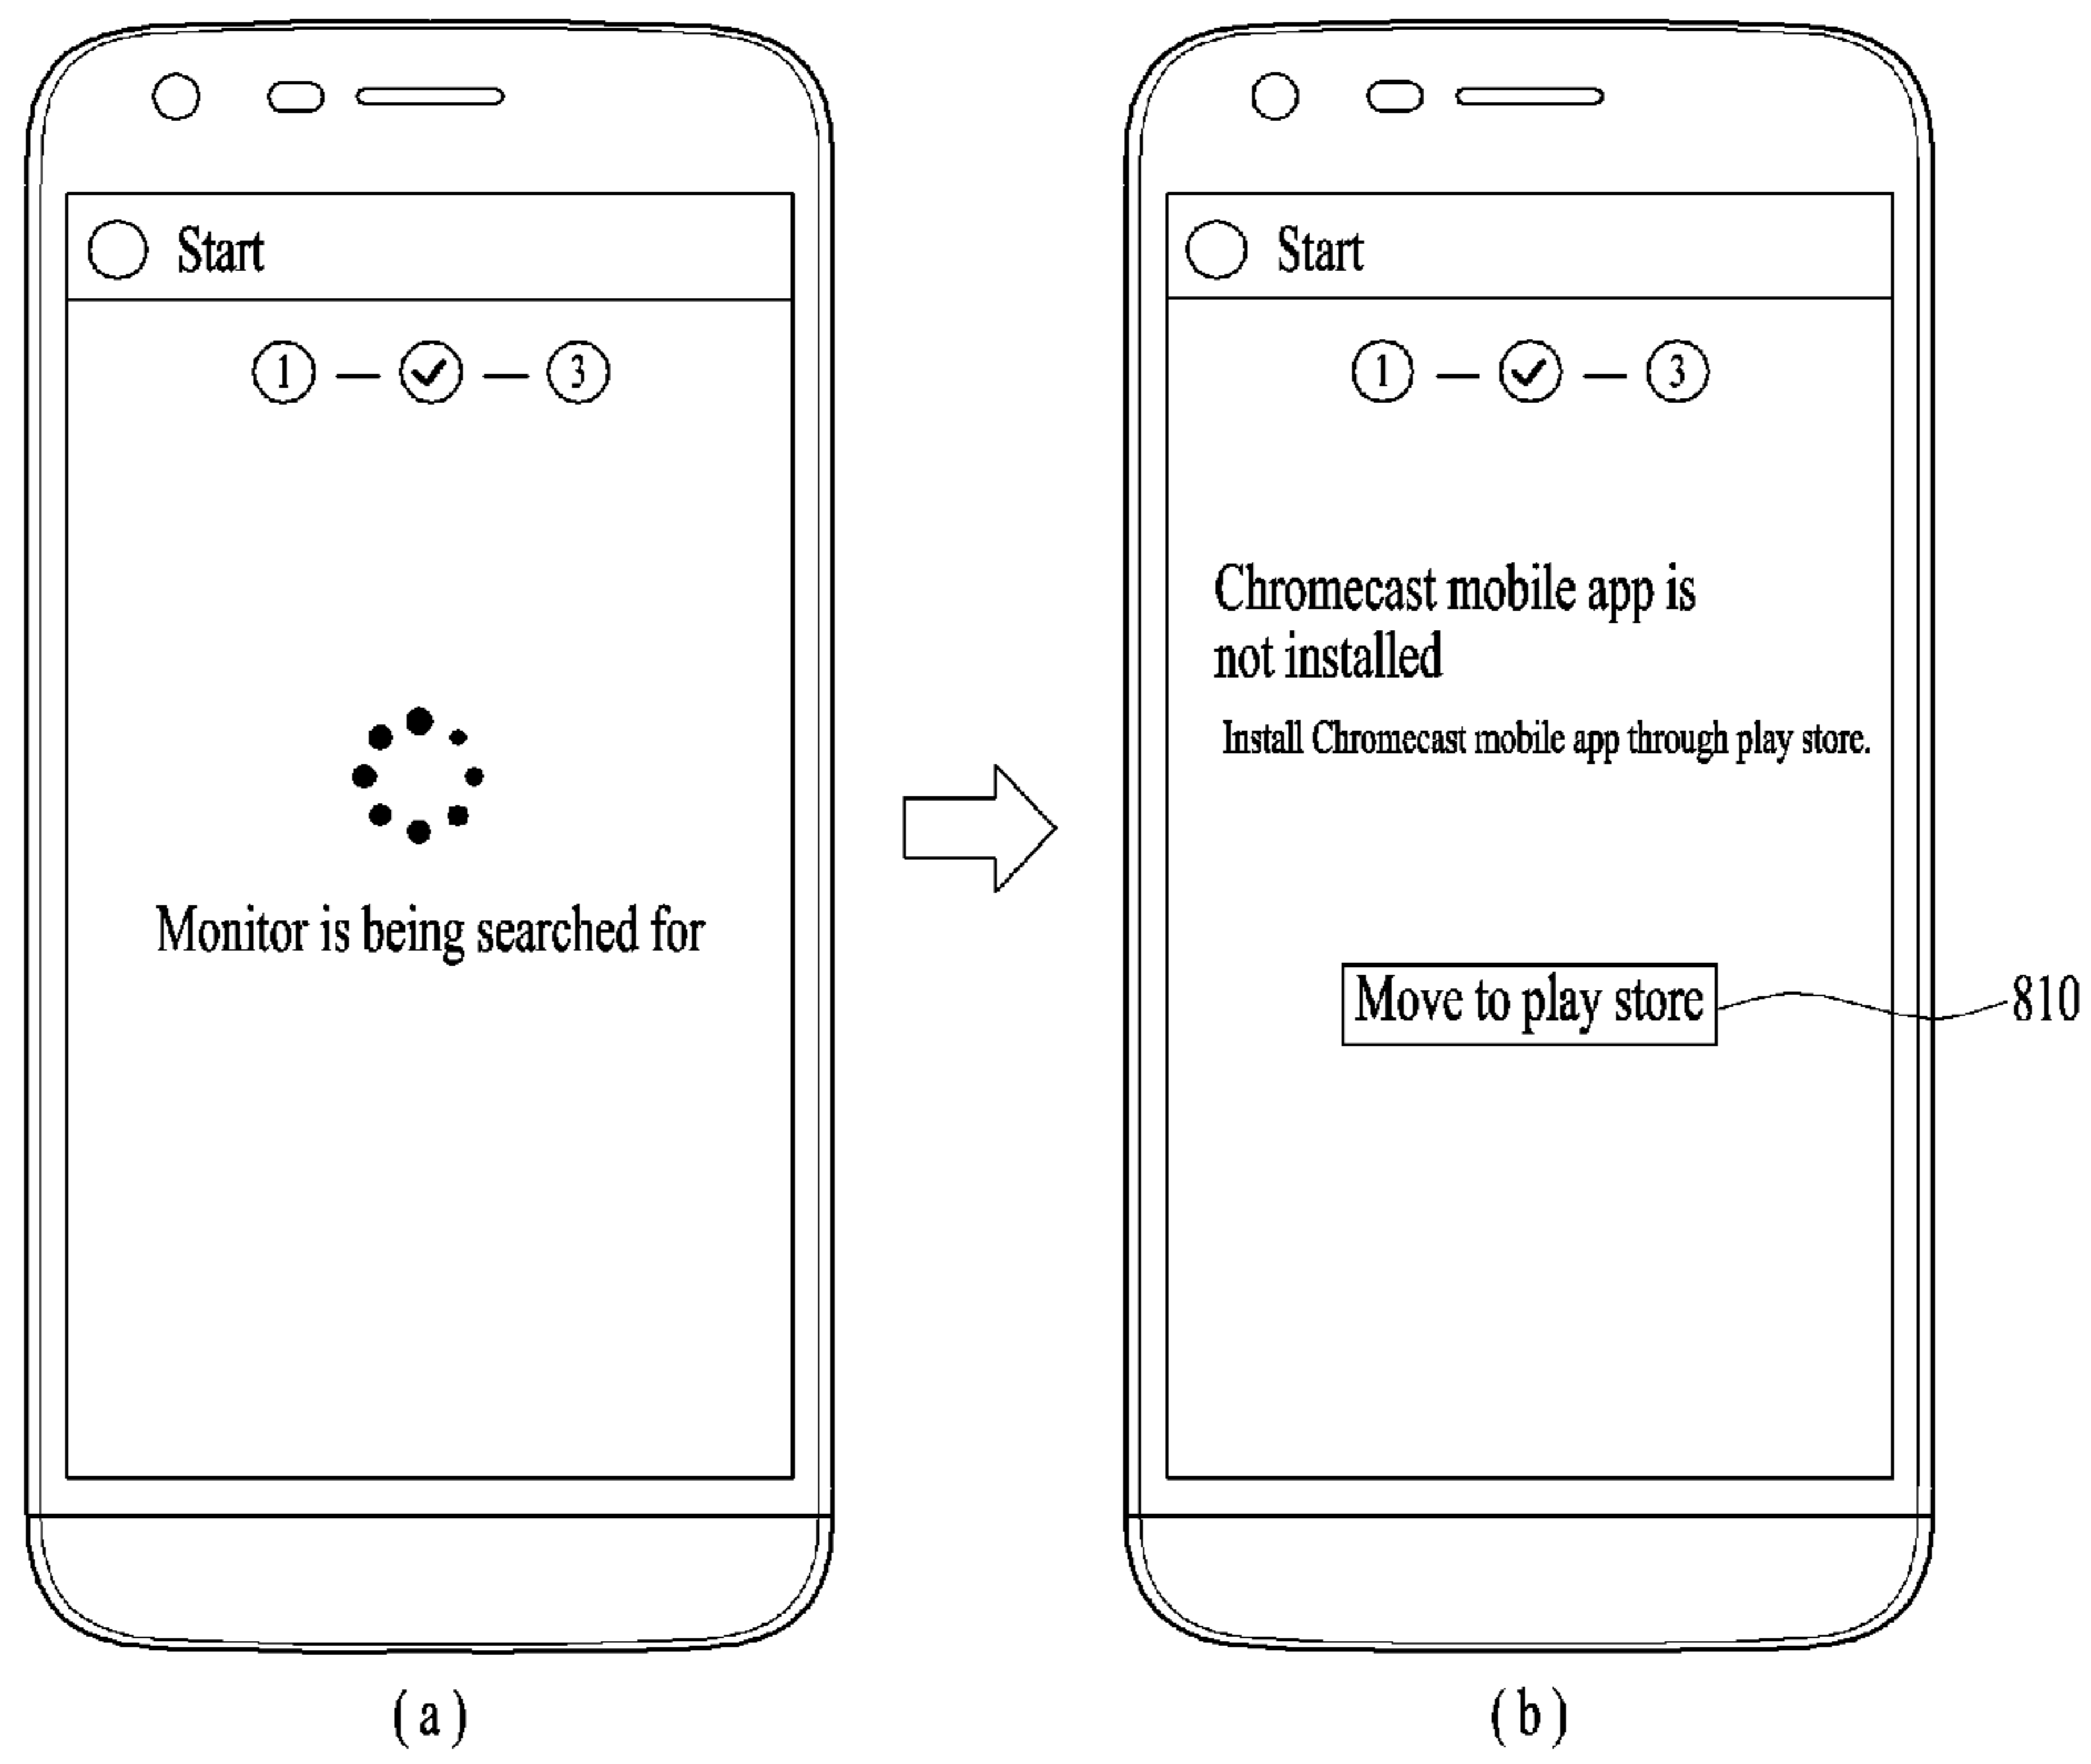 Start
1 — ✓ — 3
Monitor is being searched for
(a)
Start
1 — ✓ — 3
Chromecast mobile app is
not installed
Install Chromecast mobile app through play store.
Move to play store
810
(b)